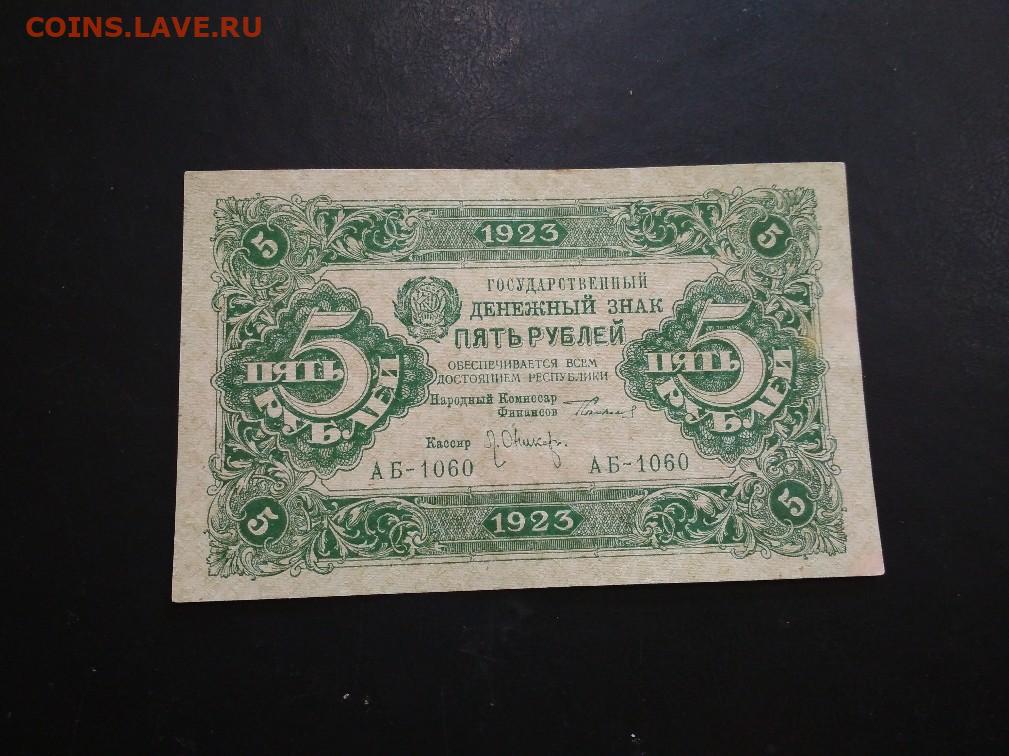 COINS.LAVE.RU
1923
5 5
ГОСУДАРСТВЕННЫЙ
ДЕНЕЖНЫЙ ЗНАК
ПЯТЬ РУБЛЕЙ
ОБЕСПЕЧИВАЕТСЯ ВСЕМ
ДОСТОЯНИЕМ РЕСПУБЛИКИ
5 ПЯТЬ РУБЛЕЙ
5 ПЯТЬ РУБЛЕЙ
Народный Комиссар
Финансов
Кассир
АБ-1060 АБ-1060
5 5
1923